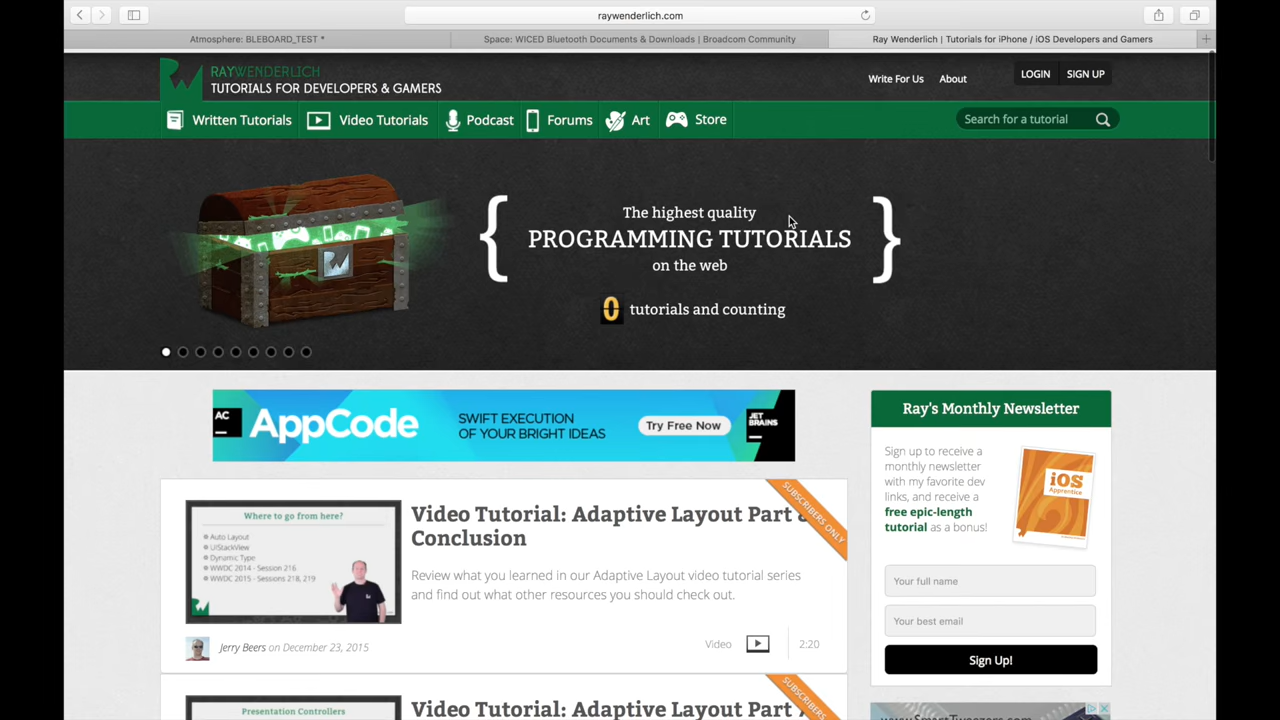 raywenderlich.com
Atmosphere: BLEBOARD_TEST *
Space: WICED Bluetooth Documents & Downloads | Broadcom Community
Ray Wenderlich | Tutorials for iPhone / iOS Developers and Gamers
RAYWENDERLICH
TUTORIALS FOR DEVELOPERS & GAMERS
Write For Us
About
LOGIN
SIGN UP
Written Tutorials
Video Tutorials
Podcast
Forums
Art
Store
Search for a tutorial
The highest quality
{ PROGRAMMING TUTORIALS }
on the web
0 tutorials and counting
AC
AppCode
SWIFT EXECUTION
OF YOUR BRIGHT IDEAS
Try Free Now
JET
BRAINS
Ray's Monthly Newsletter
Sign up to receive a
monthly newsletter
with my favorite dev
links, and receive a
free epic-length
tutorial as a bonus!
iOS
Apprentice
Your full name
Your best email
Sign Up!
SUBSCRIBERS ONLY
Where to go from here?
Auto Layout
UIStackView
Dynamic Type
WWDC 2014 - Session 216
WWDC 2015 - Sessions 218, 219
Video Tutorial: Adaptive Layout Part
Conclusion
Review what you learned in our Adaptive Layout video tutorial series
and find out what other resources you should check out.
Jerry Beers on December 23, 2015
Video
2:20
SUBSCRIBERS
Presentation Controllers
Video Tutorial: Adaptive Layout Part
www.SmartTweezers.com